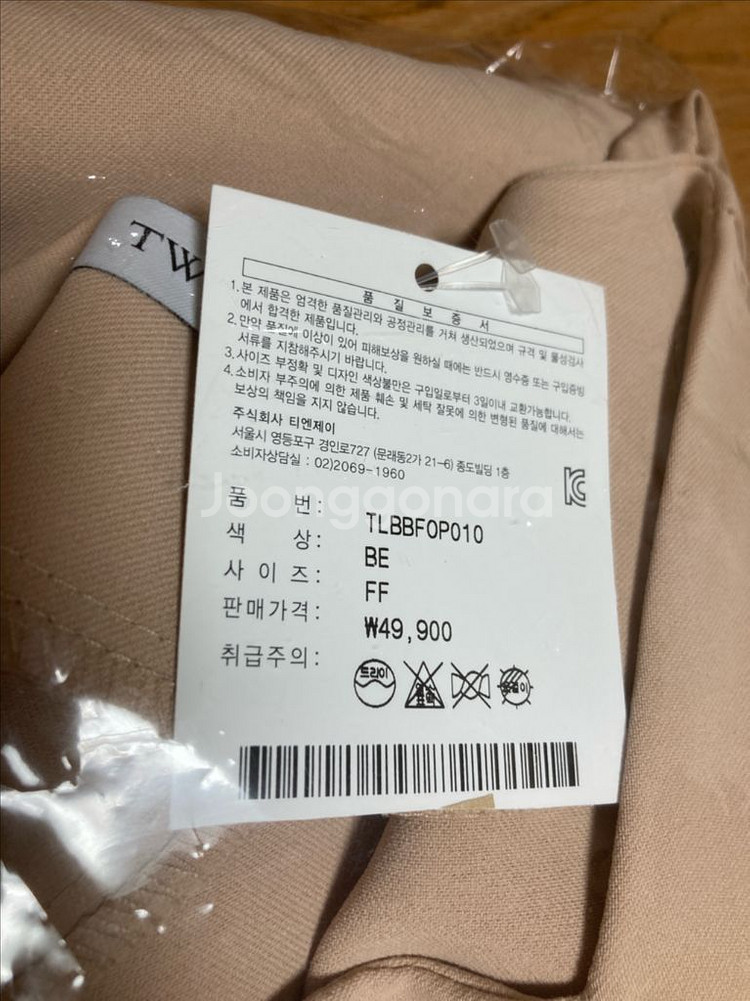 TW
품질보증서
1.본 제품은 엄격한 품질관리와 공정관리를 거쳐 생산되었으며 규격 및 물성검사
에서 합격한 제품입니다.
2.만약 품질에 이상이 있어 피해보상을 원하실 때에는 반드시 영수증 또는 구입증빙
서류를 지참해주시기 바랍니다.
3.사이즈 부정확 및 디자인 색상불만은 구입일로부터 3일이내 교환가능합니다.
4.소비자 부주의에 의한 제품 훼손 및 세탁 잘못에 의한 변형된 품질에 대해서는
보상의 책임을 지지 않습니다.
주식회사 티엔제이
서울시 영등포구 경인로727 (문래동2가 21-6) 중도빌딩 1층
소비자상담실 : 02)2069-1960
Joonggonara
품 번: TLBBFOP010
색 상: BE
사이즈: FF
판매가격: ₩49,900
취급주의: 드라이